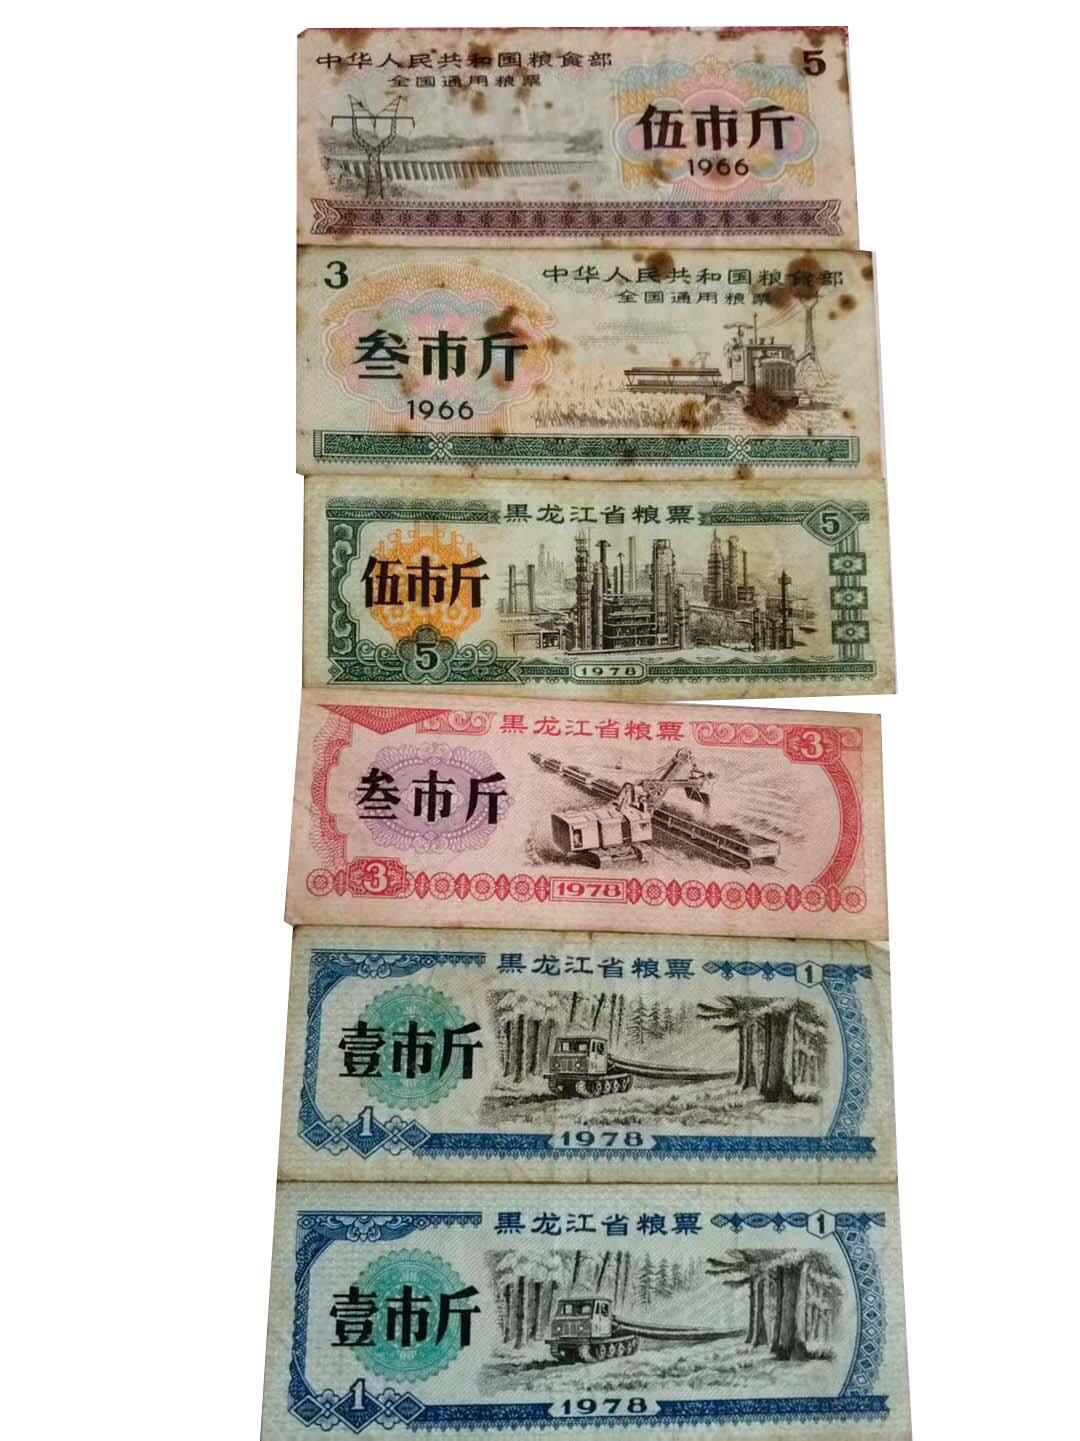 中华人民共和国粮食部
5
全国通用粮票
伍市斤
1966
3
中华人民共和国粮食部
全国通用粮票
叁市斤
1966
黑龙江省粮票
5
伍市斤
5
1978
黑龙江省粮票
3
叁市斤
3
1978
黑龙江省粮票
1
壹市斤
1
1978
黑龙江省粮票
1
壹市斤
1
1978